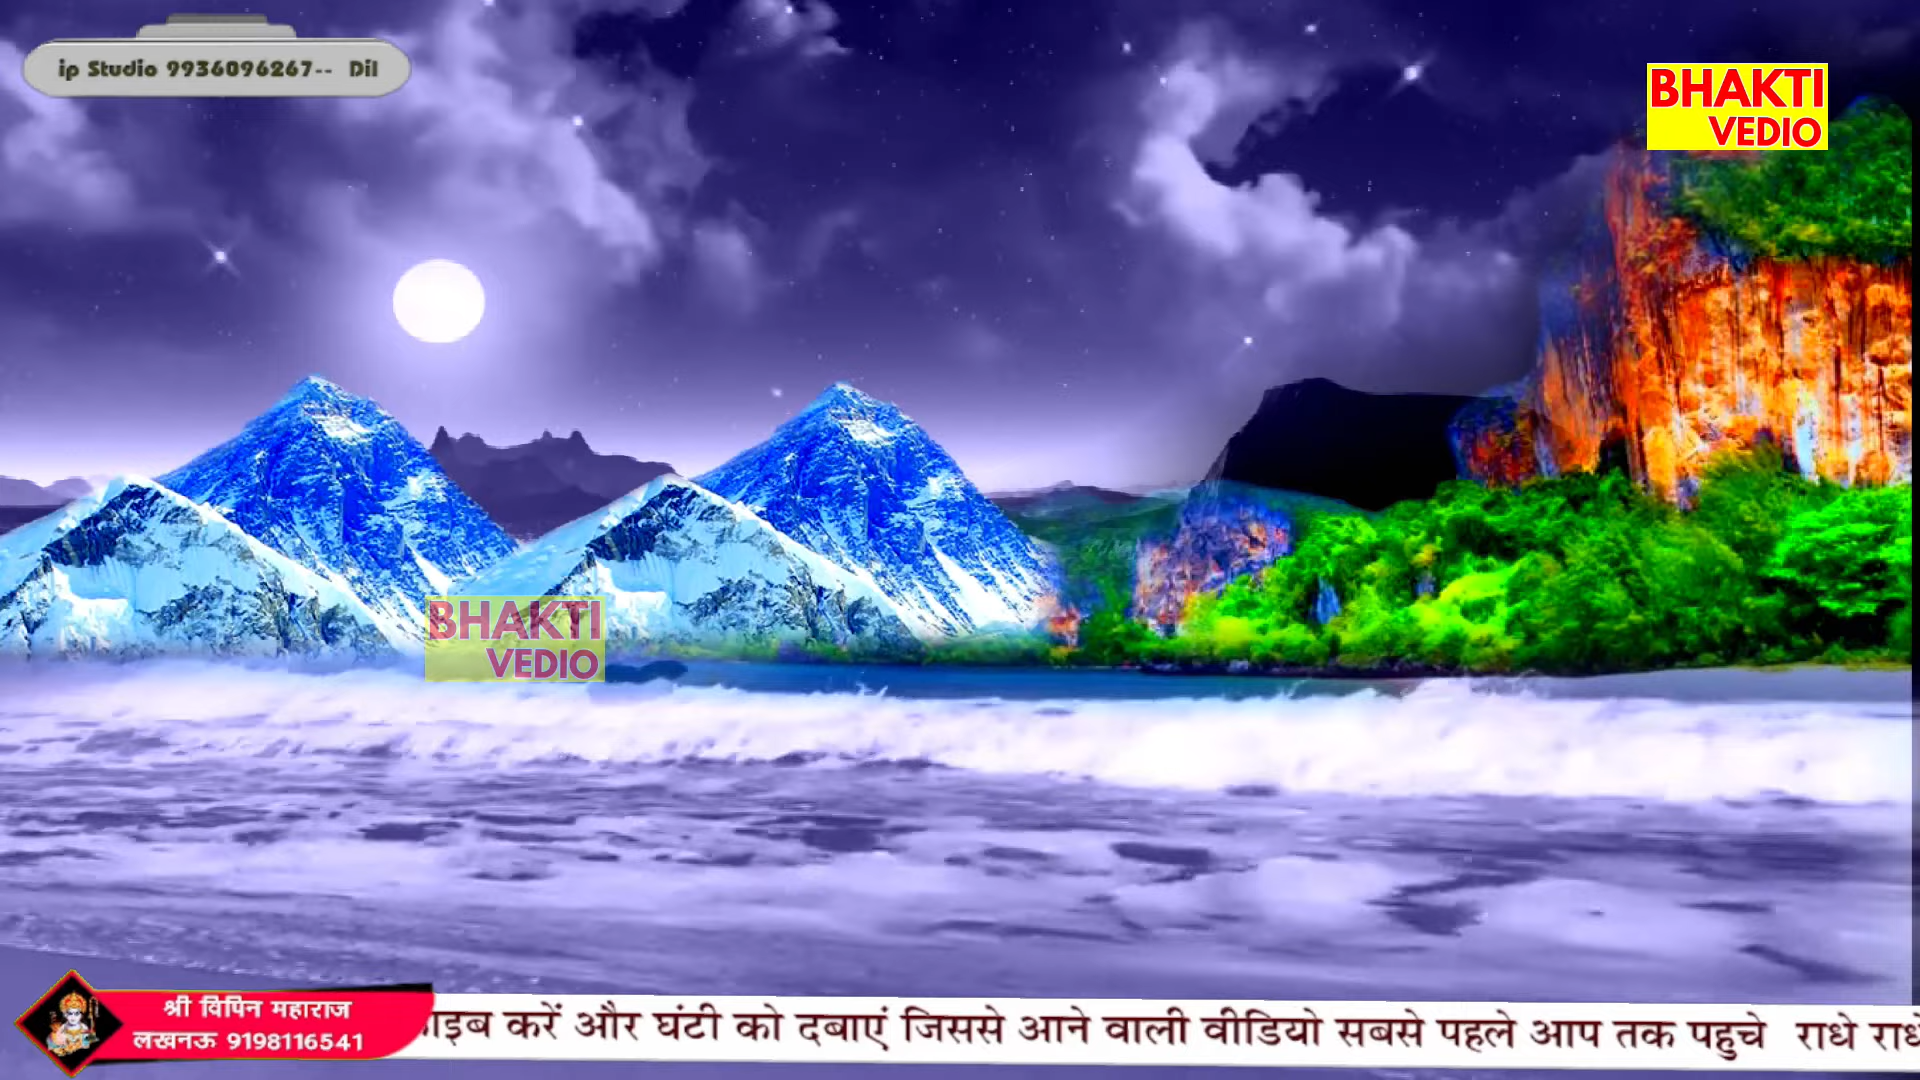 ip Studio 9936096267-- Dil
BHAKTI
VEDIO
BHAKTI
VEDIO
श्री विपिन महाराज
लखनऊ 9198116541
करें और घंटी को दबाएं जिससे आने वाली वीडियो सबसे पहले आप तक पहुचे राधे राधे